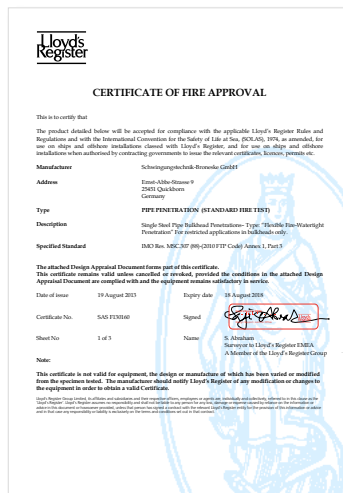 Lloyd's
Register
CERTIFICATE OF FIRE APPROVAL
This is to certify that
The product detailed below will be accepted for compliance with the applicable Lloyd's Register Rules and
Regulations and with the International Convention for the Safety of Life at Sea, (SOLAS), 1974, as amended, for
use on ships and offshore installations classed with Lloyd's Register, and for use on ships and offshore
installations when authorised by contracting governments to issue the relevant certificates, licences, permits etc.
Manufacturer Schwingungstechnik-Broneske GmbH
Address Ernst-Abbe-Strasse 9
25451 Quickborn
Germany
Type PIPE PENETRATION (STANDARD FIRE TEST)
Description Single Steel Pipe Bulkhead Penetrations– Type: "Flexible Fire-Watertight
Penetration" For restricted applications in bulkheads only.
Specified Standard IMO Res. MSC.307 (88)-(2010 FTP Code) Annex 1, Part 3
The attached Design Appraisal Document forms part of this certificate.
This certificate remains valid unless cancelled or revoked, provided the conditions in the attached Design
Appraisal Document are complied with and the equipment remains satisfactory in service.
Date of issue 19 August 2013 Expiry date 18 August 2018
Certificate No. SAS F130160 Signed
Sheet No 1 of 3 Name S. Abraham
Surveyor to Lloyd's Register EMEA
A Member of the Lloyd's Register Group
Note:
This certificate is not valid for equipment, the design or manufacture of which has been varied or modified
from the specimen tested. The manufacturer should notify Lloyd's Register of any modification or changes to
the equipment in order to obtain a valid Certificate.